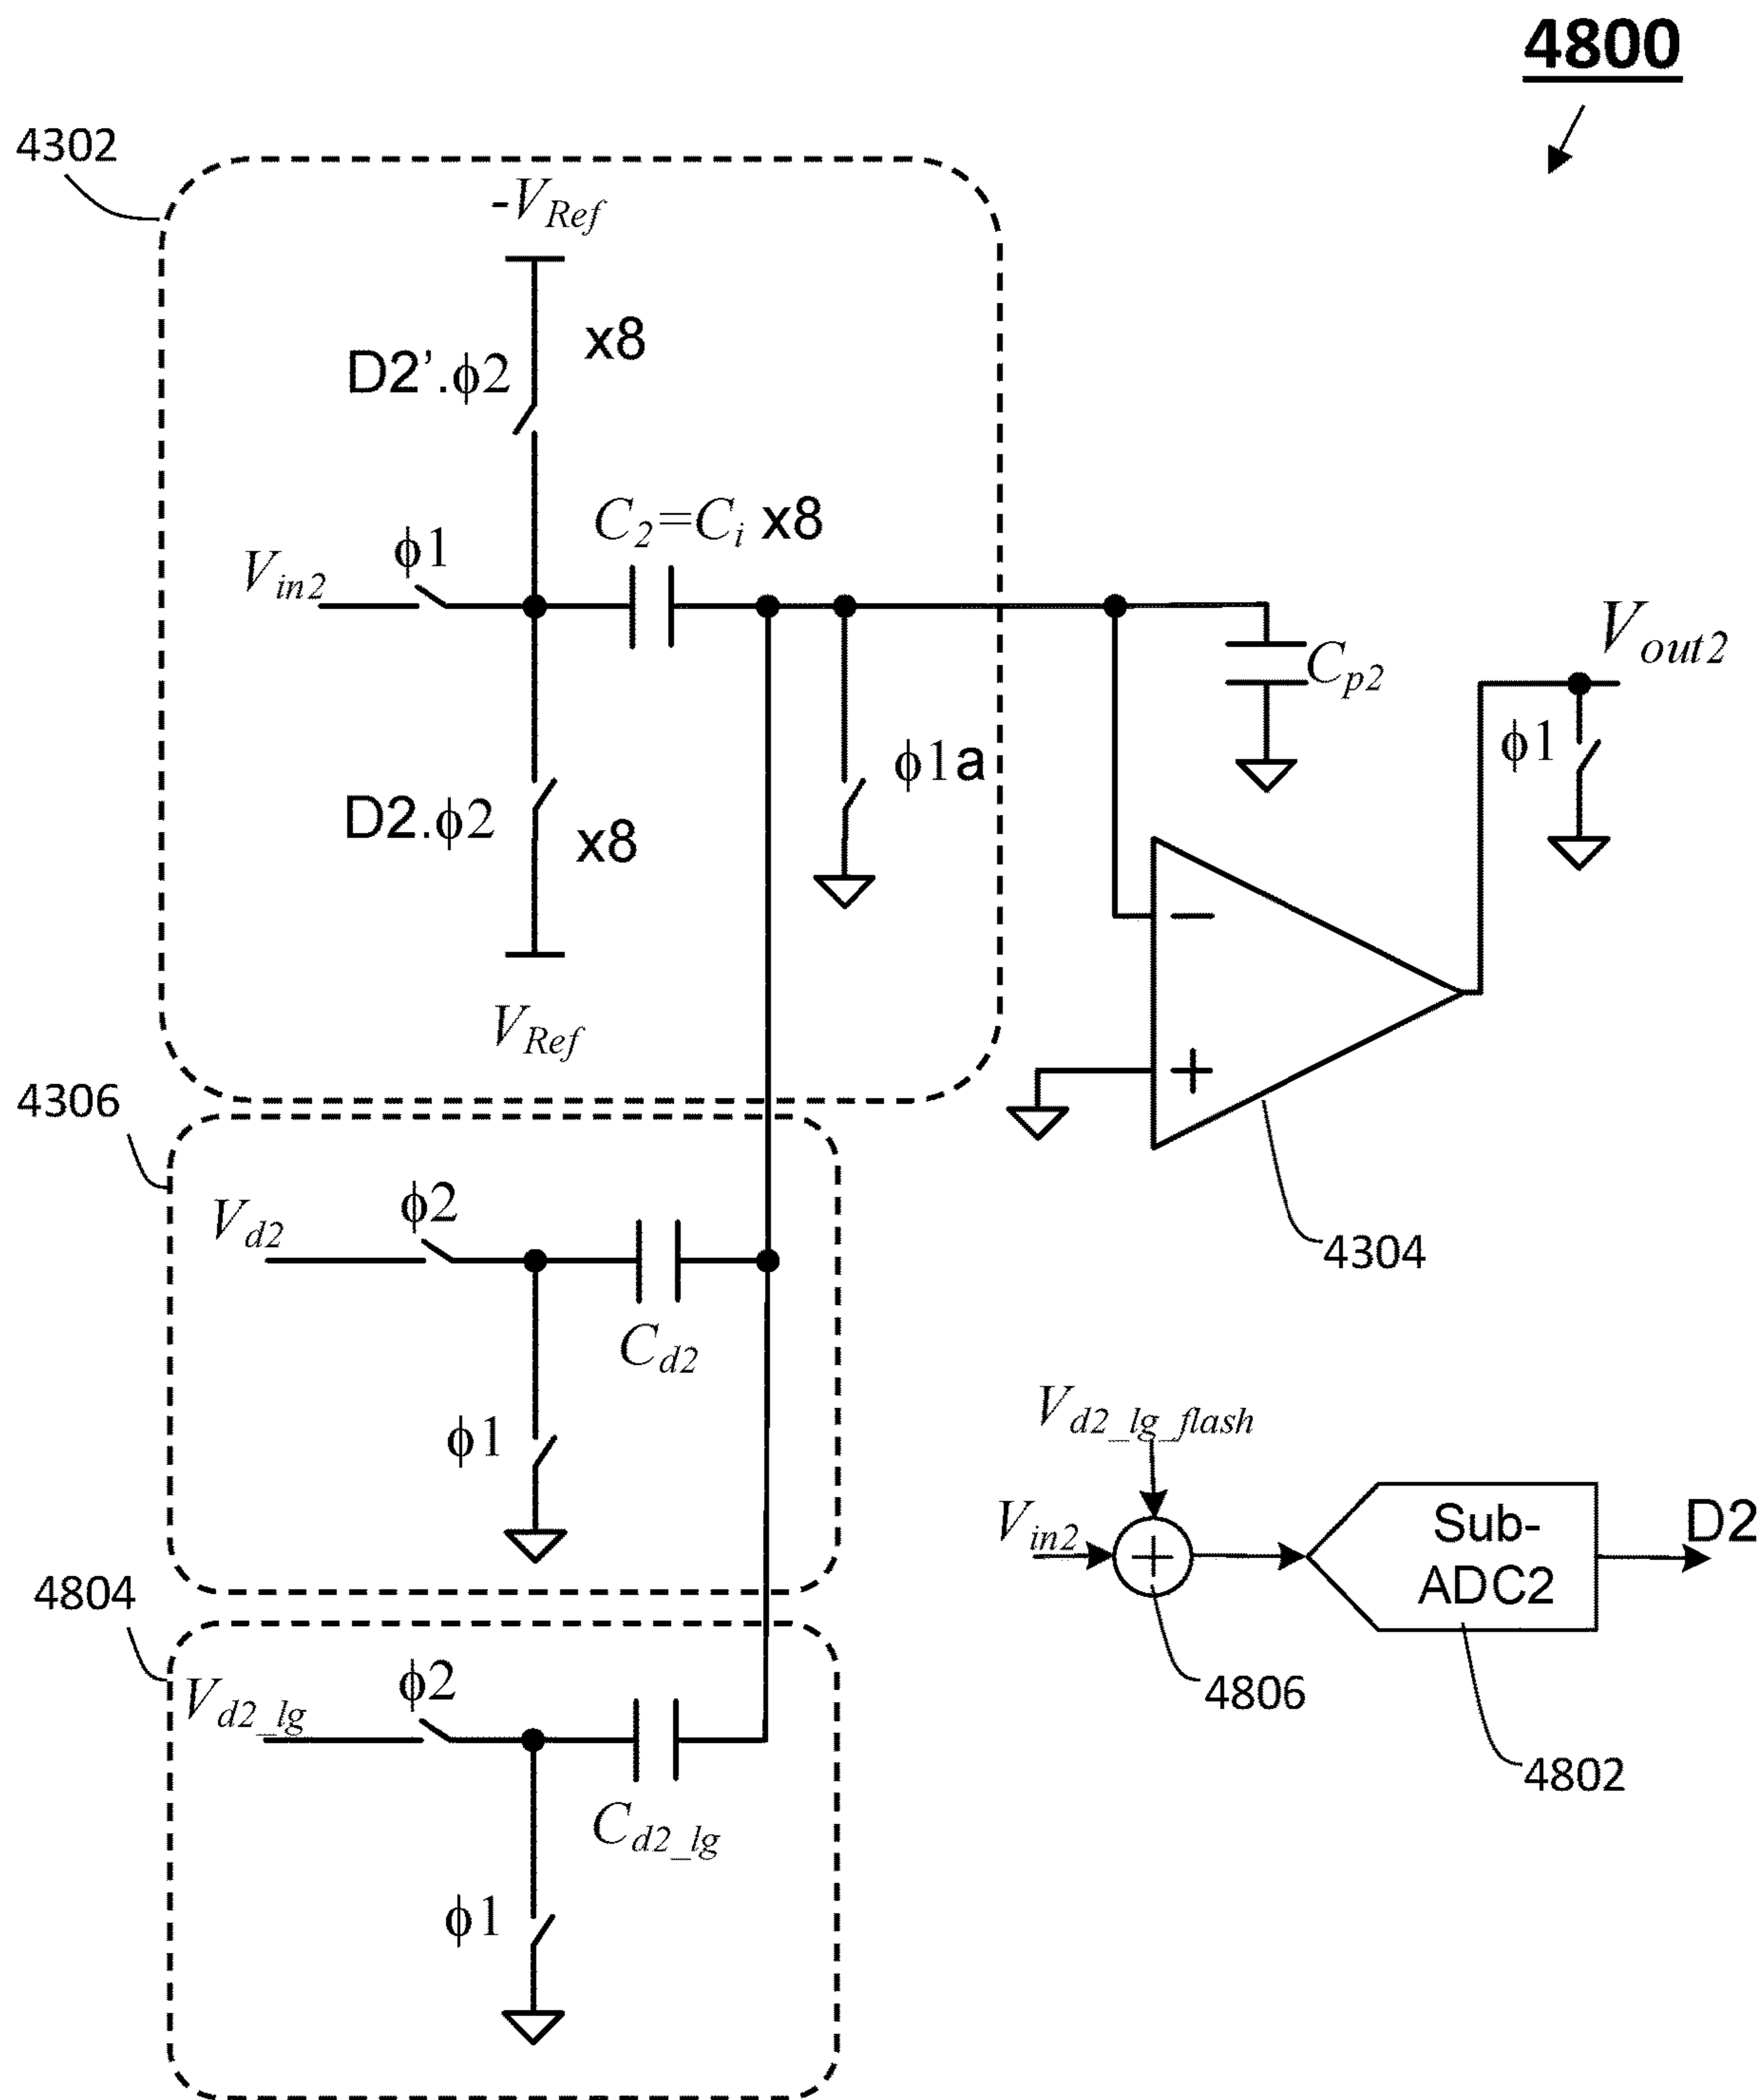 4800
4302
-V_Ref
x8
D2’.ϕ2
C_2=C_i x8
ϕ1
V_in2
V_out2
C_p2
ϕ1
ϕ1a
D2.ϕ2
x8
−
V_Ref
+
4306
V_d2
ϕ2
4304
C_d2
V_d2_lg_flash
ϕ1
V_in2
+
Sub-
ADC2
D2
4804
V_d2_lg
ϕ2
4806
4802
C_d2_lg
ϕ1